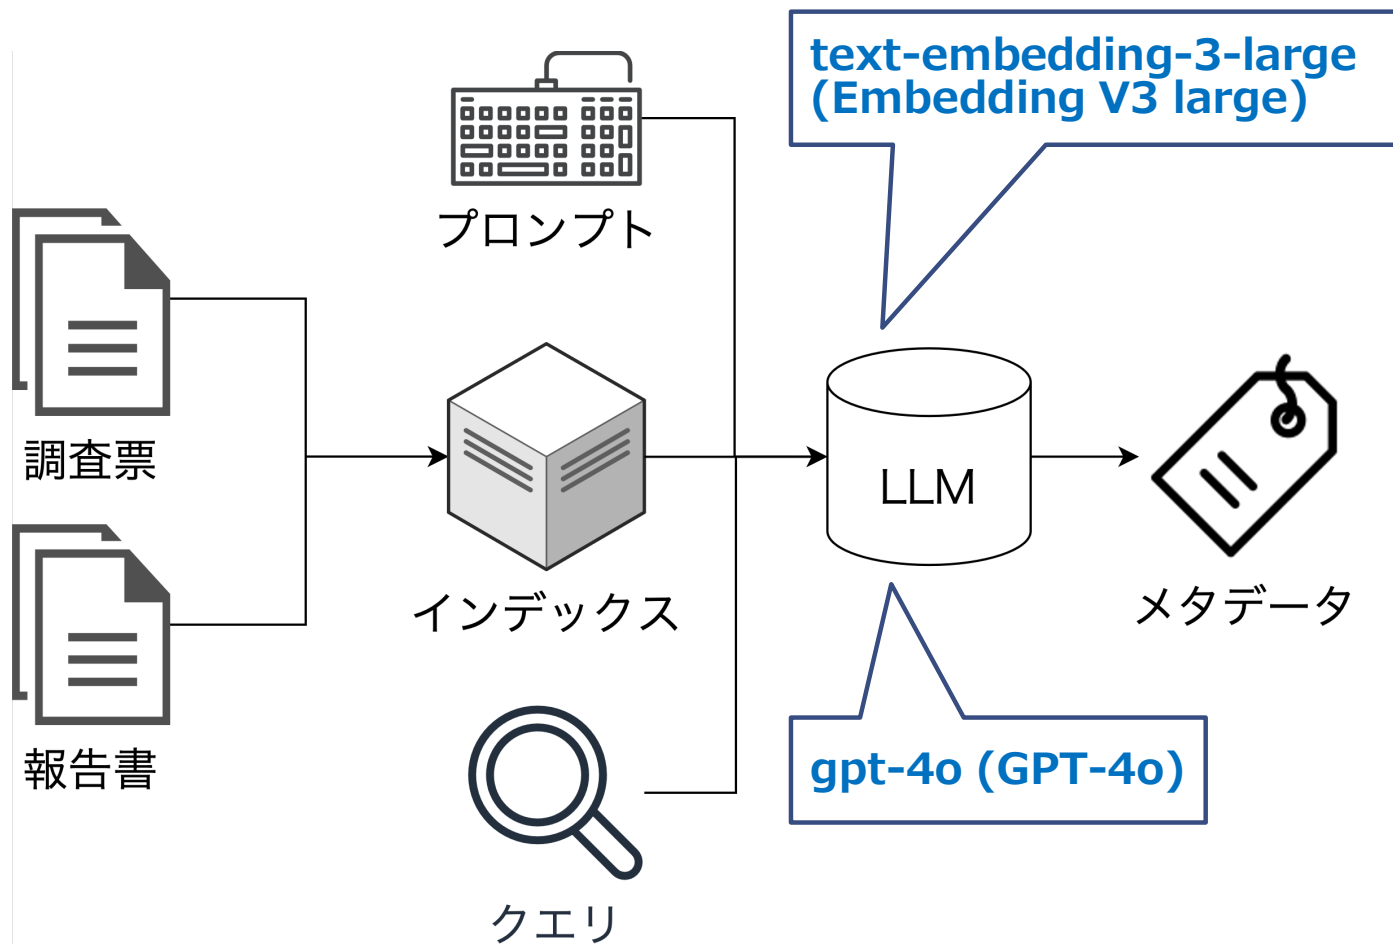 text-embedding-3-large
(Embedding V3 large)
プロンプト
調査票
LLM
インデックス
メタデータ
報告書
gpt-4o (GPT-4o)
クエリ